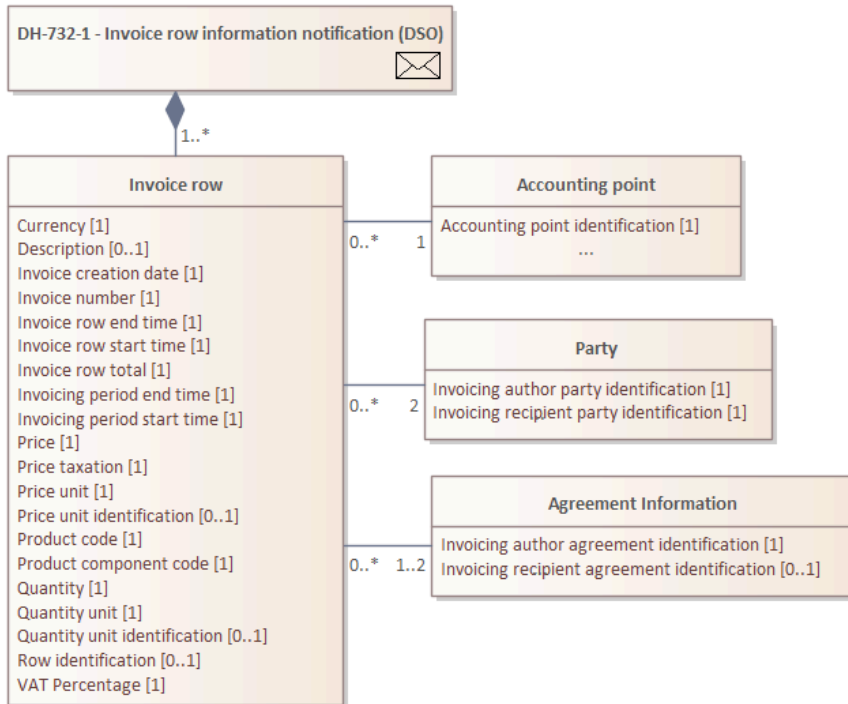 DH-732-1 - Invoice row information notification (DSO)
1..*
Invoice row
Currency [1]
Description [0..1]
Invoice creation date [1]
Invoice number [1]
Invoice row end time [1]
Invoice row start time [1]
Invoice row total [1]
Invoicing period end time [1]
Invoicing period start time [1]
Price [1]
Price taxation [1]
Price unit [1]
Price unit identification [0..1]
Product code [1]
Product component code [1]
Quantity [1]
Quantity unit [1]
Quantity unit identification [0..1]
Row identification [0..1]
VAT Percentage [1]
0..* 1
Accounting point
Accounting point identification [1]
...
0..* 2
Party
Invoicing author party identification [1]
Invoicing recipient party identification [1]
0..* 1..2
Agreement Information
Invoicing author agreement identification [1]
Invoicing recipient agreement identification [0..1]